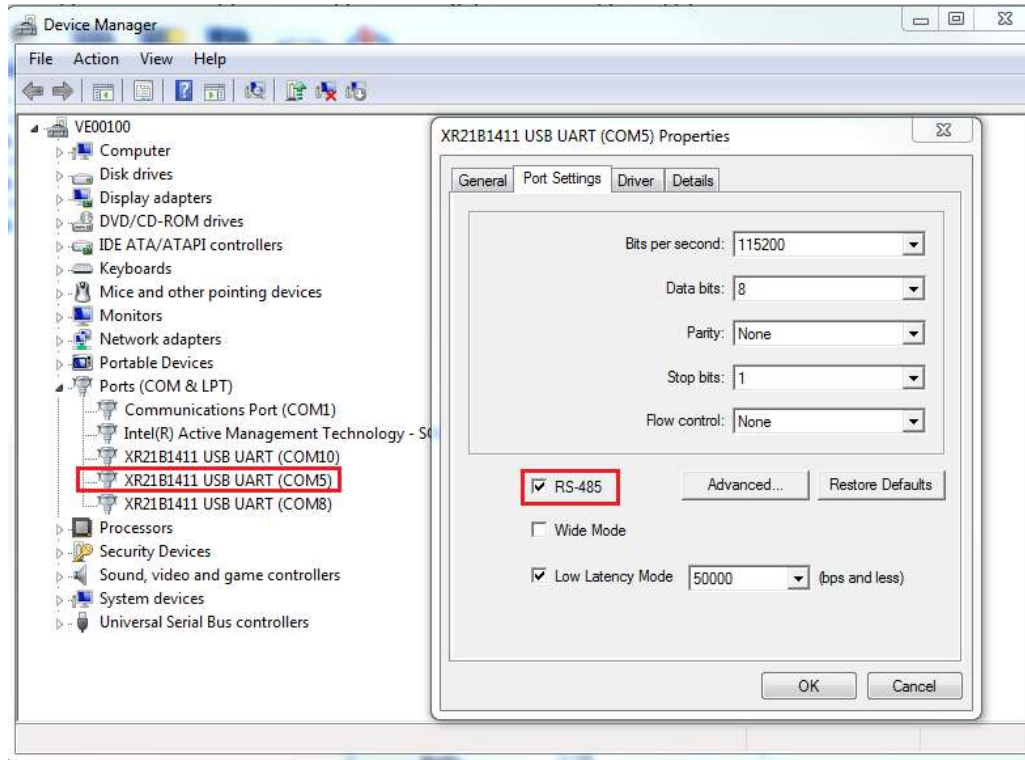 Device Manager
File Action View Help
VE00100
Computer
Disk drives
Display adapters
DVD/CD-ROM drives
IDE ATA/ATAPI controllers
Keyboards
Mice and other pointing devices
Monitors
Network adapters
Portable Devices
Ports (COM & LPT)
Communications Port (COM1)
Intel(R) Active Management Technology - S
XR21B1411 USB UART (COM10)
XR21B1411 USB UART (COM5)
XR21B1411 USB UART (COM8)
Processors
Security Devices
Sound, video and game controllers
System devices
Universal Serial Bus controllers
XR21B1411 USB UART (COM5) Properties
General Port Settings Driver Details
Bits per second: 115200
Data bits: 8
Parity: None
Stop bits: 1
Flow control: None
RS-485 Advanced... Restore Defaults
Wide Mode
Low Latency Mode 50000 (bps and less)
OK Cancel